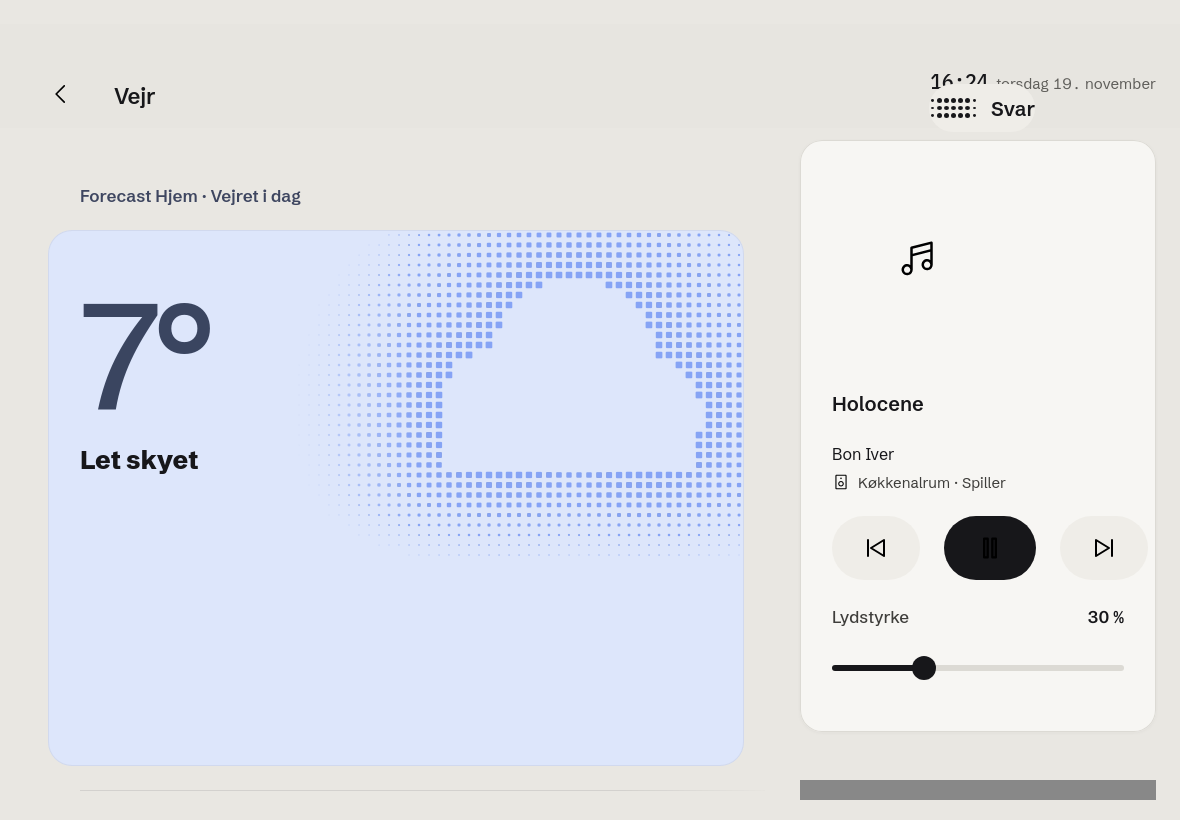 Vejr
16:24 torsdag 19. november
Svar
Forecast Hjem · Vejret i dag
7°
Let skyet
Holocene
Bon Iver
Køkkenalrum · Spiller
Lydstyrke 30 %